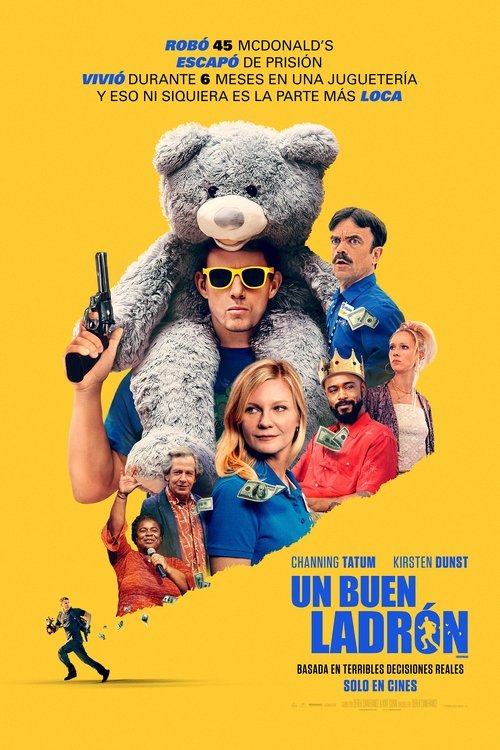 ROBÓ 45 MCDONALD'S
ESCAPÓ DE PRISIÓN
VIVIÓ DURANTE 6 MESES EN UNA JUGUETERÍA
Y ESO NI SIQUIERA ES LA PARTE MÁS LOCA
CHANNING TATUM KIRSTEN DUNST
UN BUEN
LADRÓN
BASADA EN TERRIBLES DECISIONES REALES
SOLO EN CINES